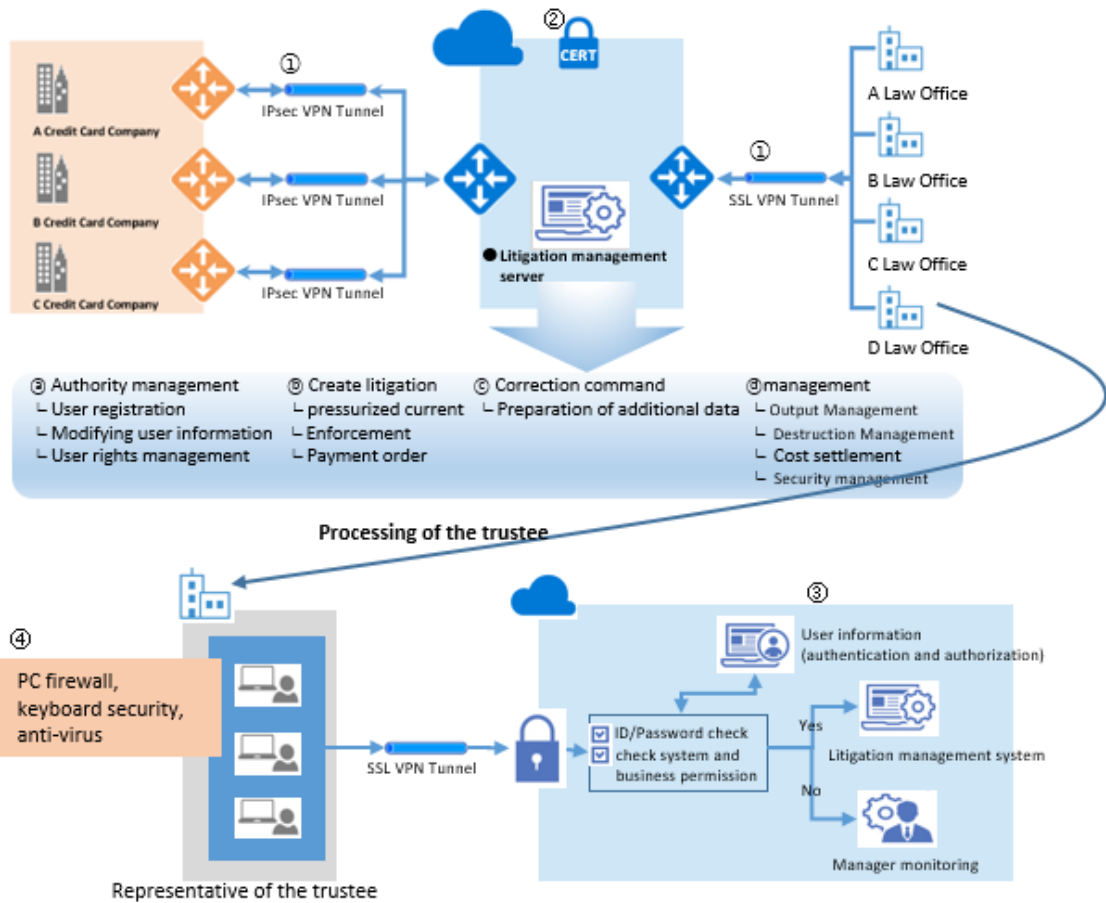 ②
CERT
①
IPsec VPN Tunnel
A Credit Card Company
IPsec VPN Tunnel
B Credit Card Company
IPsec VPN Tunnel
C Credit Card Company
● Litigation management
server
①
SSL VPN Tunnel
A Law Office
B Law Office
C Law Office
D Law Office
ⓐ Authority management
└ User registration
└ Modifying user information
└ User rights management
ⓑ Create litigation
└ pressurized current
└ Enforcement
└ Payment order
ⓒ Correction command
└ Preparation of additional data
ⓓmanagement
└ Output Management
└ Destruction Management
└ Cost settlement
└ Security management
Processing of the trustee
④
PC firewall,
keyboard security,
anti-virus
Representative of the trustee
SSL VPN Tunnel
③
User information
(authentication and authorization)
ID/Password check
check system and
business permission
Yes
Litigation management system
No
Manager monitoring